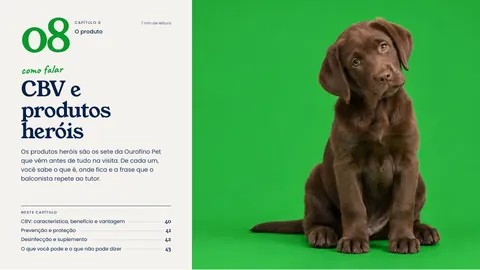 08
CAPÍTULO 8
O produto
7 min de leitura
como falar
CBV e
produtos
heróis
Os produtos heróis são os sete da Ourofino Pet
que vêm antes de tudo na visita. De cada um,
você sabe o que é, onde fica e a frase que o
balconista repete ao tutor.
NESTE CAPÍTULO
CBV: característica, benefício e vantagem 40
Prevenção e proteção 41
Desinfecção e suplemento 42
O que você pode e o que não pode dizer 43